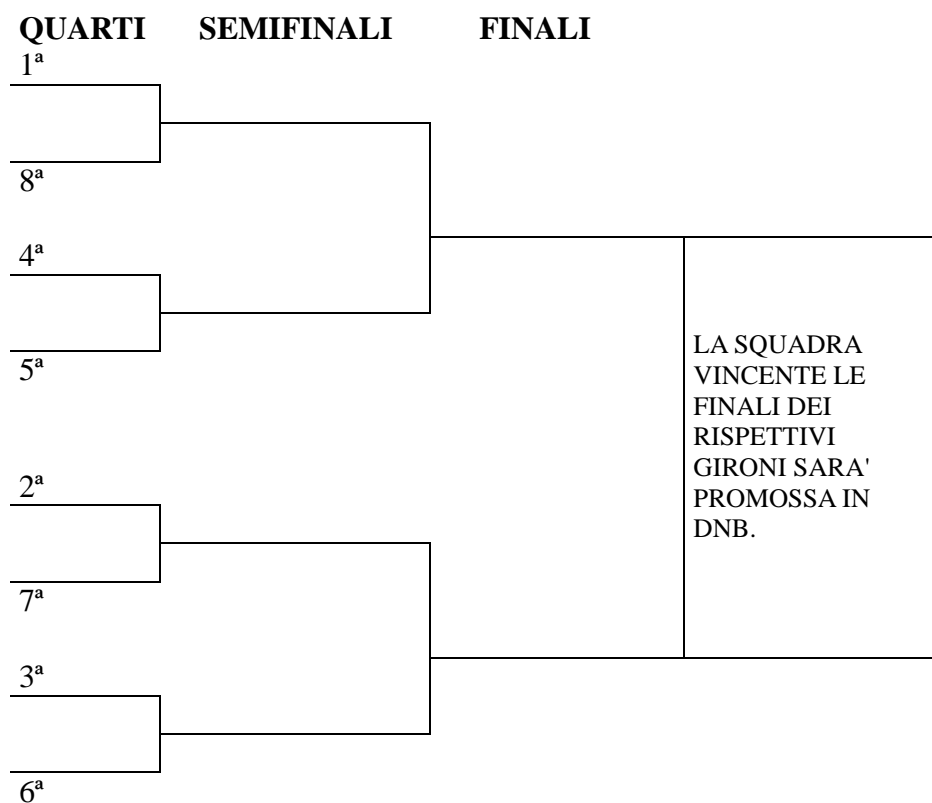 QUARTI SEMIFINALI FINALI
1ª
8ª
4ª
5ª
LA SQUADRA
VINCENTE LE
FINALI DEI
RISPETTIVI
GIRONI SARA'
PROMOSSA IN
DNB.
2ª
7ª
3ª
6ª